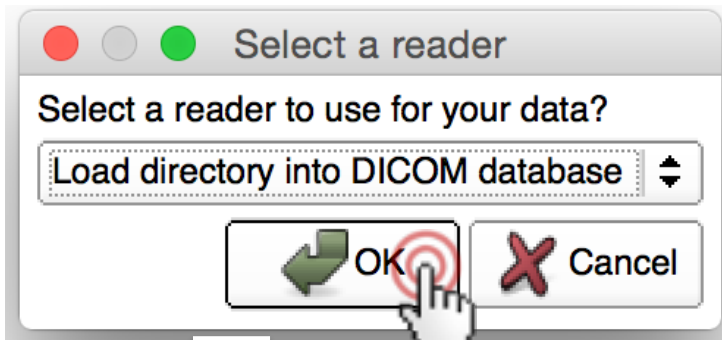 Select a reader
Select a reader to use for your data?
Load directory into DICOM database
OK Cancel